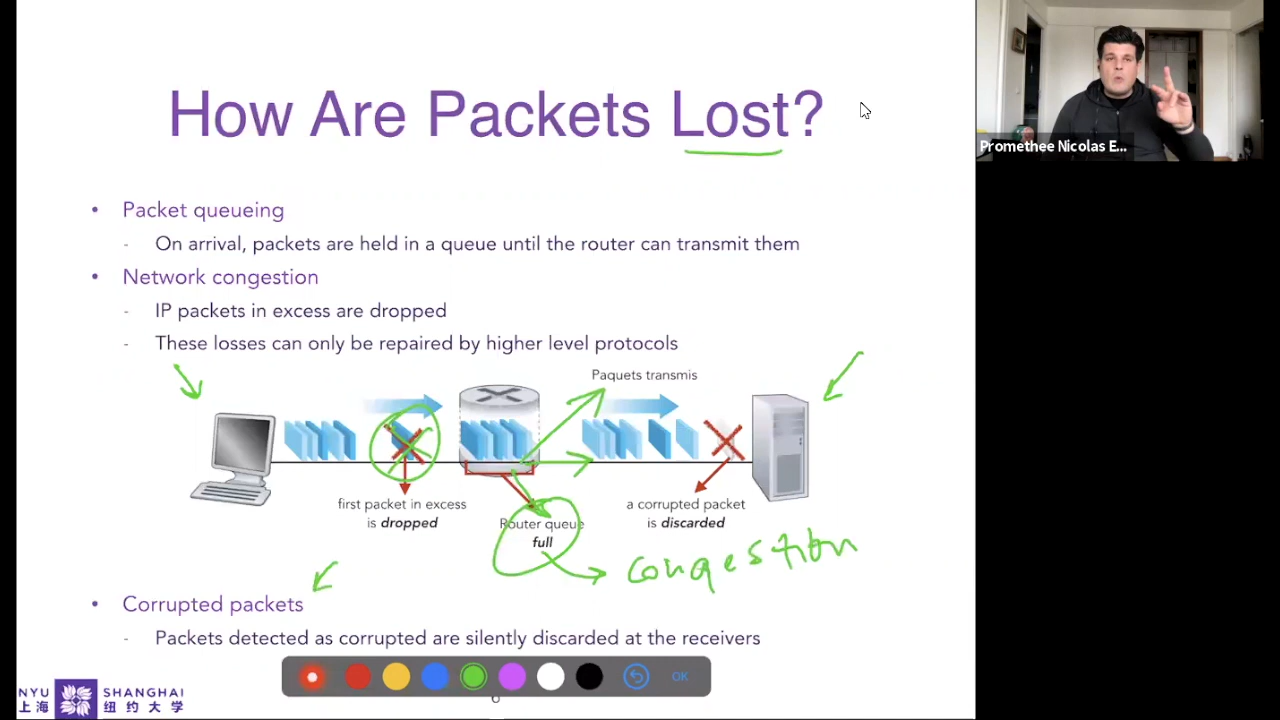 How Are Packets Lost?
Promethee Nicolas E...
• Packet queueing
- On arrival, packets are held in a queue until the router can transmit them
• Network congestion
- IP packets in excess are dropped
- These losses can only be repaired by higher level protocols
Paquets transmis
first packet in excess
is dropped
Router queue
full
a corrupted packet
is discarded
congestion
• Corrupted packets
- Packets detected as corrupted are silently discarded at the receivers
OK
NYU SHANGHAI
上海 纽约大学
6